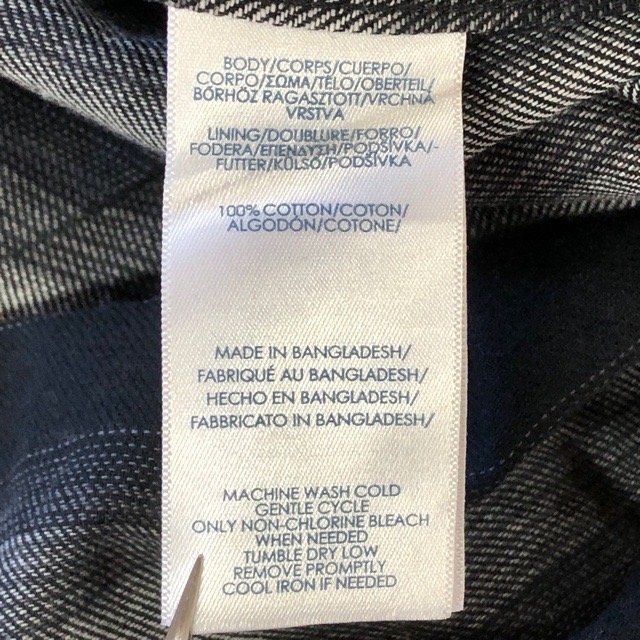 BODY/CORPS/CUERPO/
CORPO/ΣΩΜΑ/TĚLO/OBERTEIL/
BŐRHÖZ RAGASZTOTT/VRCHNÁ
VRSTVA
LINING/DOUBLURE/FORRO/
FODERA/ΕΠΕΝΔΥΣΗ/PODŠÍVKA/-
FUTTER/KÜLSŐ/PODŠÍVKA
100% COTTON/COTON/
ALGODÓN/COTONE/
MADE IN BANGLADESH/
FABRIQUÉ AU BANGLADESH/
HECHO EN BANGLADESH/
FABBRICATO IN BANGLADESH/
MACHINE WASH COLD
GENTLE CYCLE
ONLY NON-CHLORINE BLEACH
WHEN NEEDED
TUMBLE DRY LOW
REMOVE PROMPTLY
COOL IRON IF NEEDED